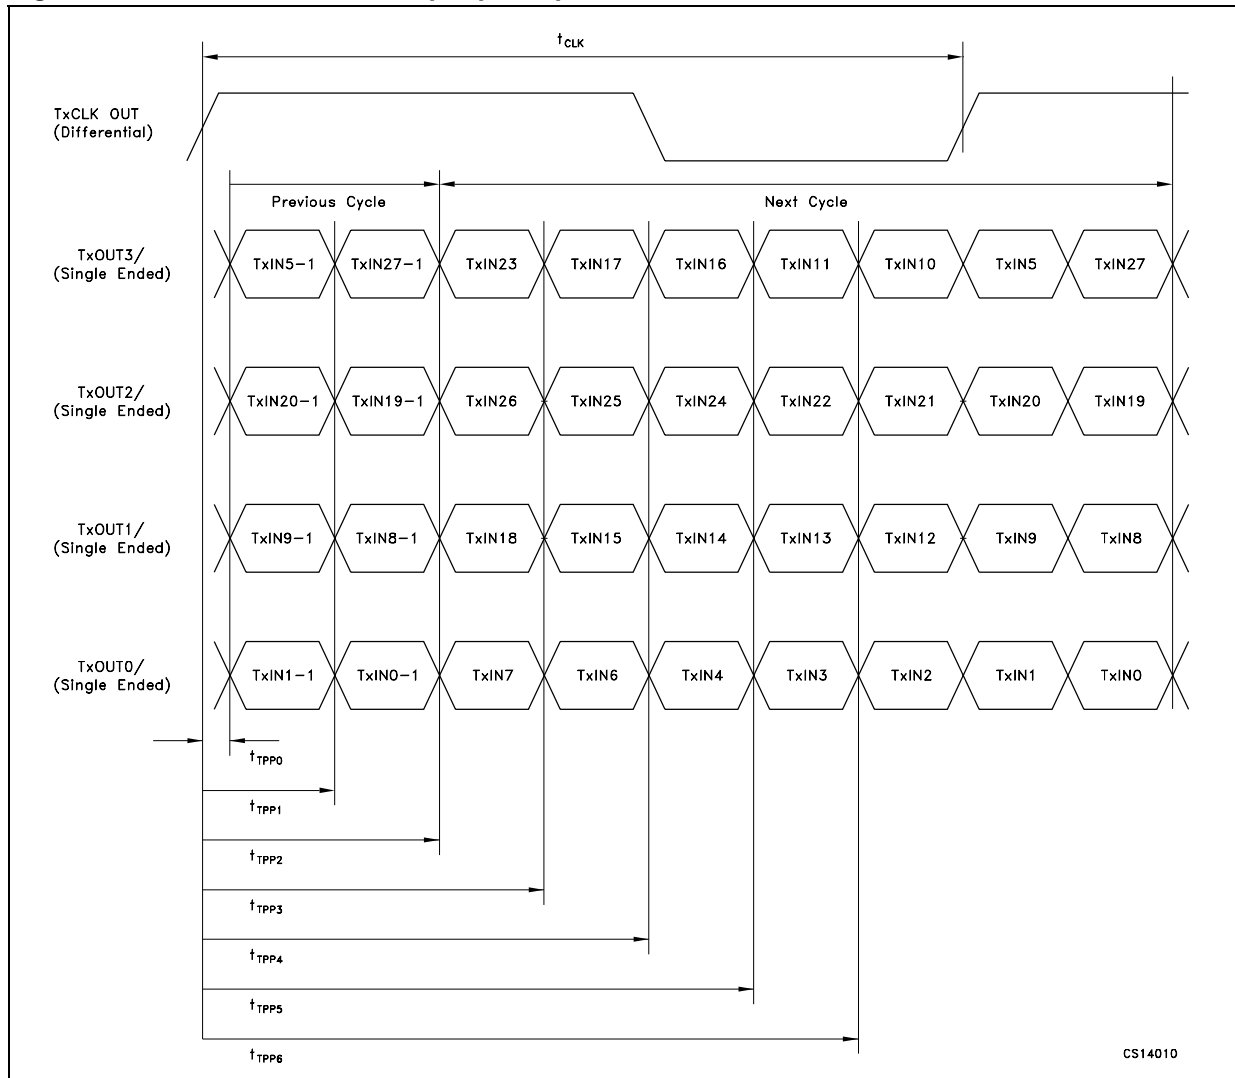 tCLK
TxCLK OUT
(Differential)
Previous Cycle
Next Cycle
TxOUT3/
(Single Ended)
TxIN5-1 TxIN27-1 TxIN23 TxIN17 TxIN16 TxIN11 TxIN10 TxIN5 TxIN27
TxOUT2/
(Single Ended)
TxIN20-1 TxIN19-1 TxIN26 TxIN25 TxIN24 TxIN22 TxIN21 TxIN20 TxIN19
TxOUT1/
(Single Ended)
TxIN9-1 TxIN8-1 TxIN18 TxIN15 TxIN14 TxIN13 TxIN12 TxIN9 TxIN8
TxOUT0/
(Single Ended)
TxIN1-1 TxIN0-1 TxIN7 TxIN6 TxIN4 TxIN3 TxIN2 TxIN1 TxIN0
tTPP0
tTPP1
tTPP2
tTPP3
tTPP4
tTPP5
tTPP6
CS14010